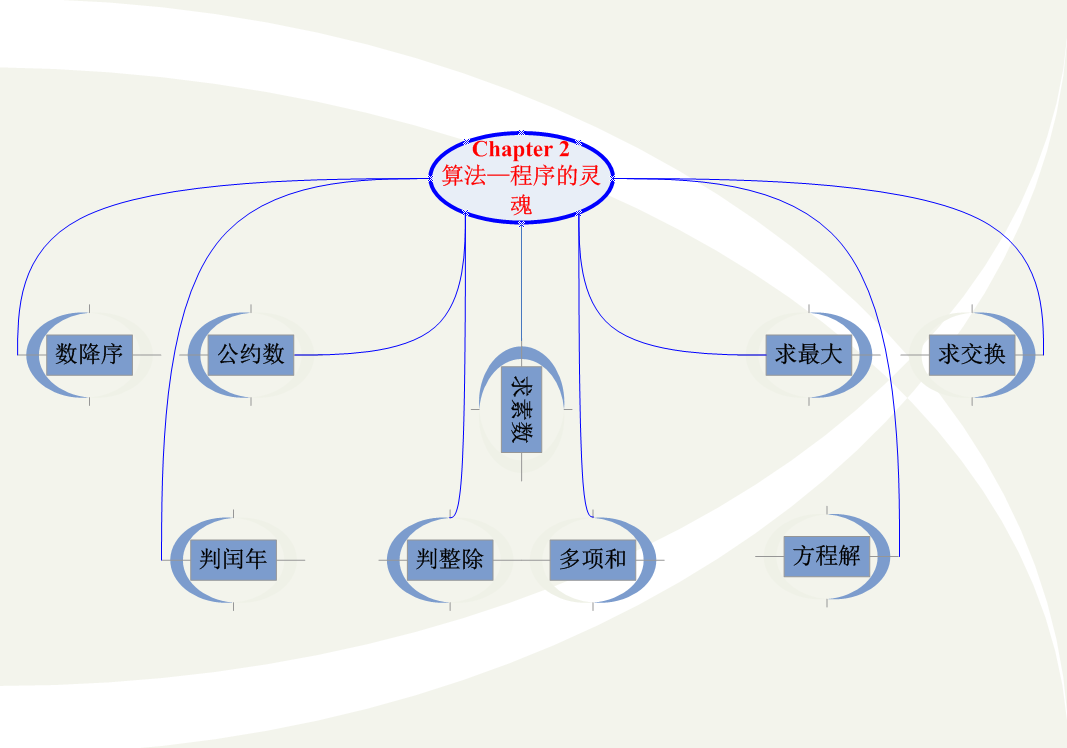 Chapter 2
算法—程序的灵
魂
数降序
公约数
求素数
求最大
求交换
判闰年
判整除
多项和
方程解